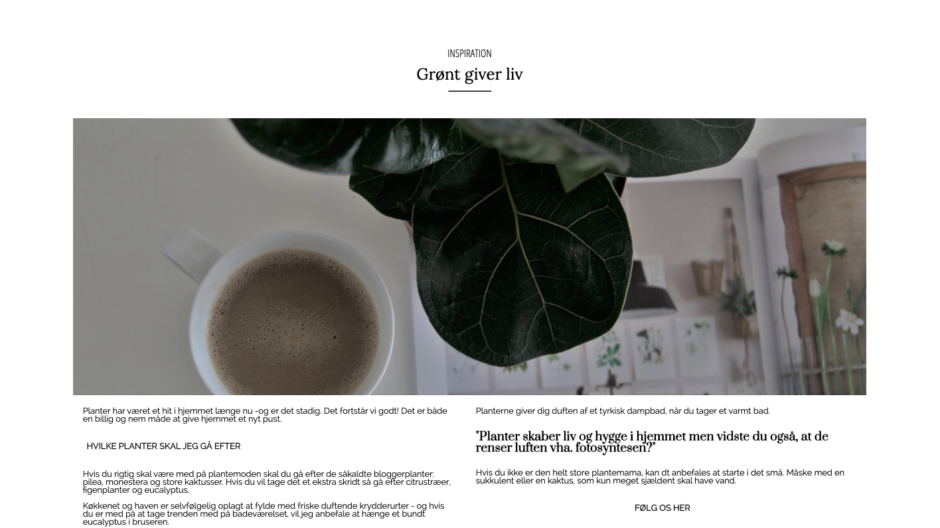 INSPIRATION
Grønt giver liv
Planter har været et hit i hjemmet længe nu -og er det stadig. Det fortstår vi godt! Det er både
en billig og nem måde at give hjemmet et nyt pust.
HVILKE PLANTER SKAL JEG GÅ EFTER
Hvis du rigtig skal være med på plantemoden skal du gå efter de såkaldte bloggerplanter:
pilea, monestera og store kaktusser. Hvis du vil tage det et ekstra skridt så gå efter citrustræer,
figenplanter og eucalyptus.
Køkkenet og haven er selvfølgelig oplagt at fylde med friske duftende krydderurter - og hvis
du er med på at tage trenden med på badeværelset, vil jeg anbefale at hænge et bundt
eucalyptus i bruseren.
Planterne giver dig duften af et tyrkisk dampbad, når du tager et varmt bad.
"Planter skaber liv og hygge i hjemmet men vidste du også, at de
renser luften vha. fotosyntesen?"
Hvis du ikke er den helt store plantemama, kan dt anbefales at starte i det små. Måske med en
sukkulent eller en kaktus, som kun meget sjældent skal have vand.
FØLG OS HER